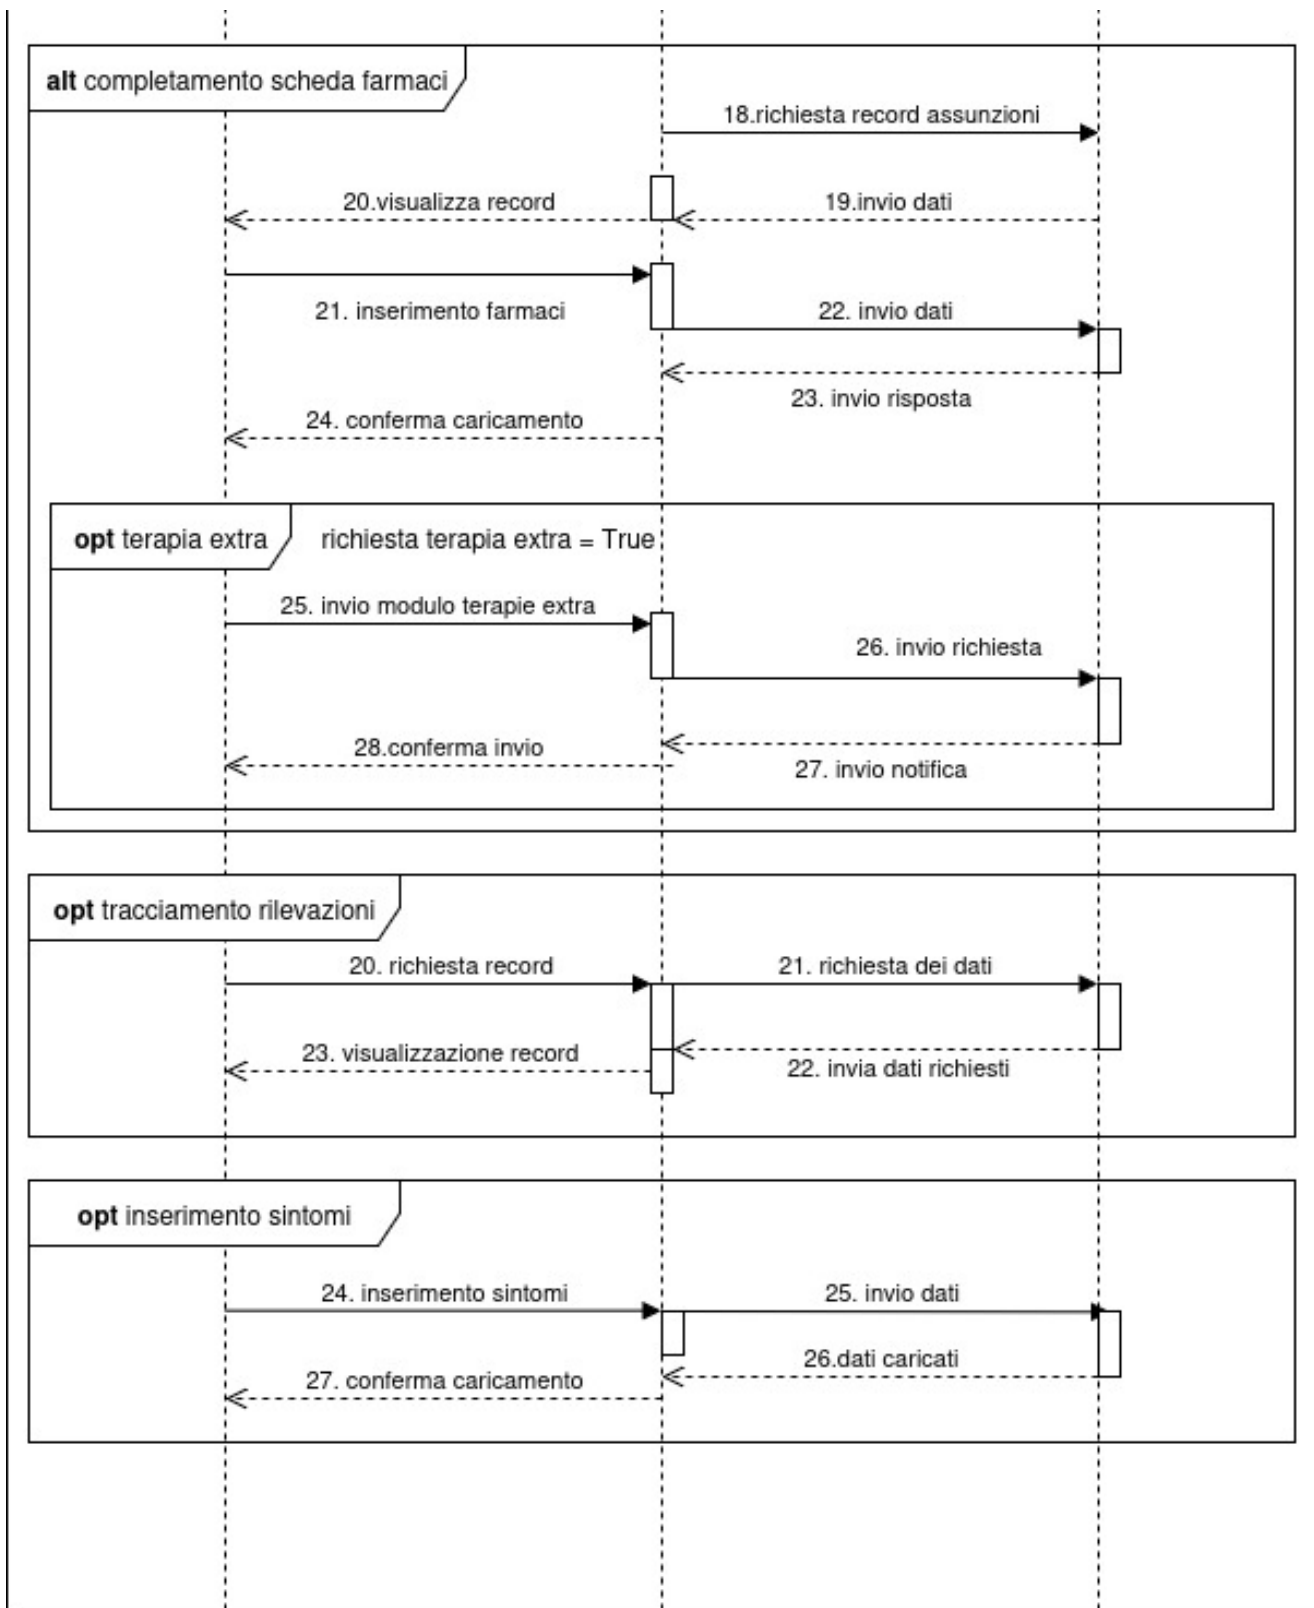 alt completamento scheda farmaci
18.richiesta record assunzioni
20.visualizza record
19.invio dati
21. inserimento farmaci
22. invio dati
23. invio risposta
24. conferma caricamento
opt terapia extra
richiesta terapia extra = True
25. invio modulo terapie extra
26. invio richiesta
28.conferma invio
27. invio notifica
opt tracciamento rilevazioni
20. richiesta record
21. richiesta dei dati
23. visualizzazione record
22. invia dati richiesti
opt inserimento sintomi
24. inserimento sintomi
25. invio dati
26.dati caricati
27. conferma caricamento